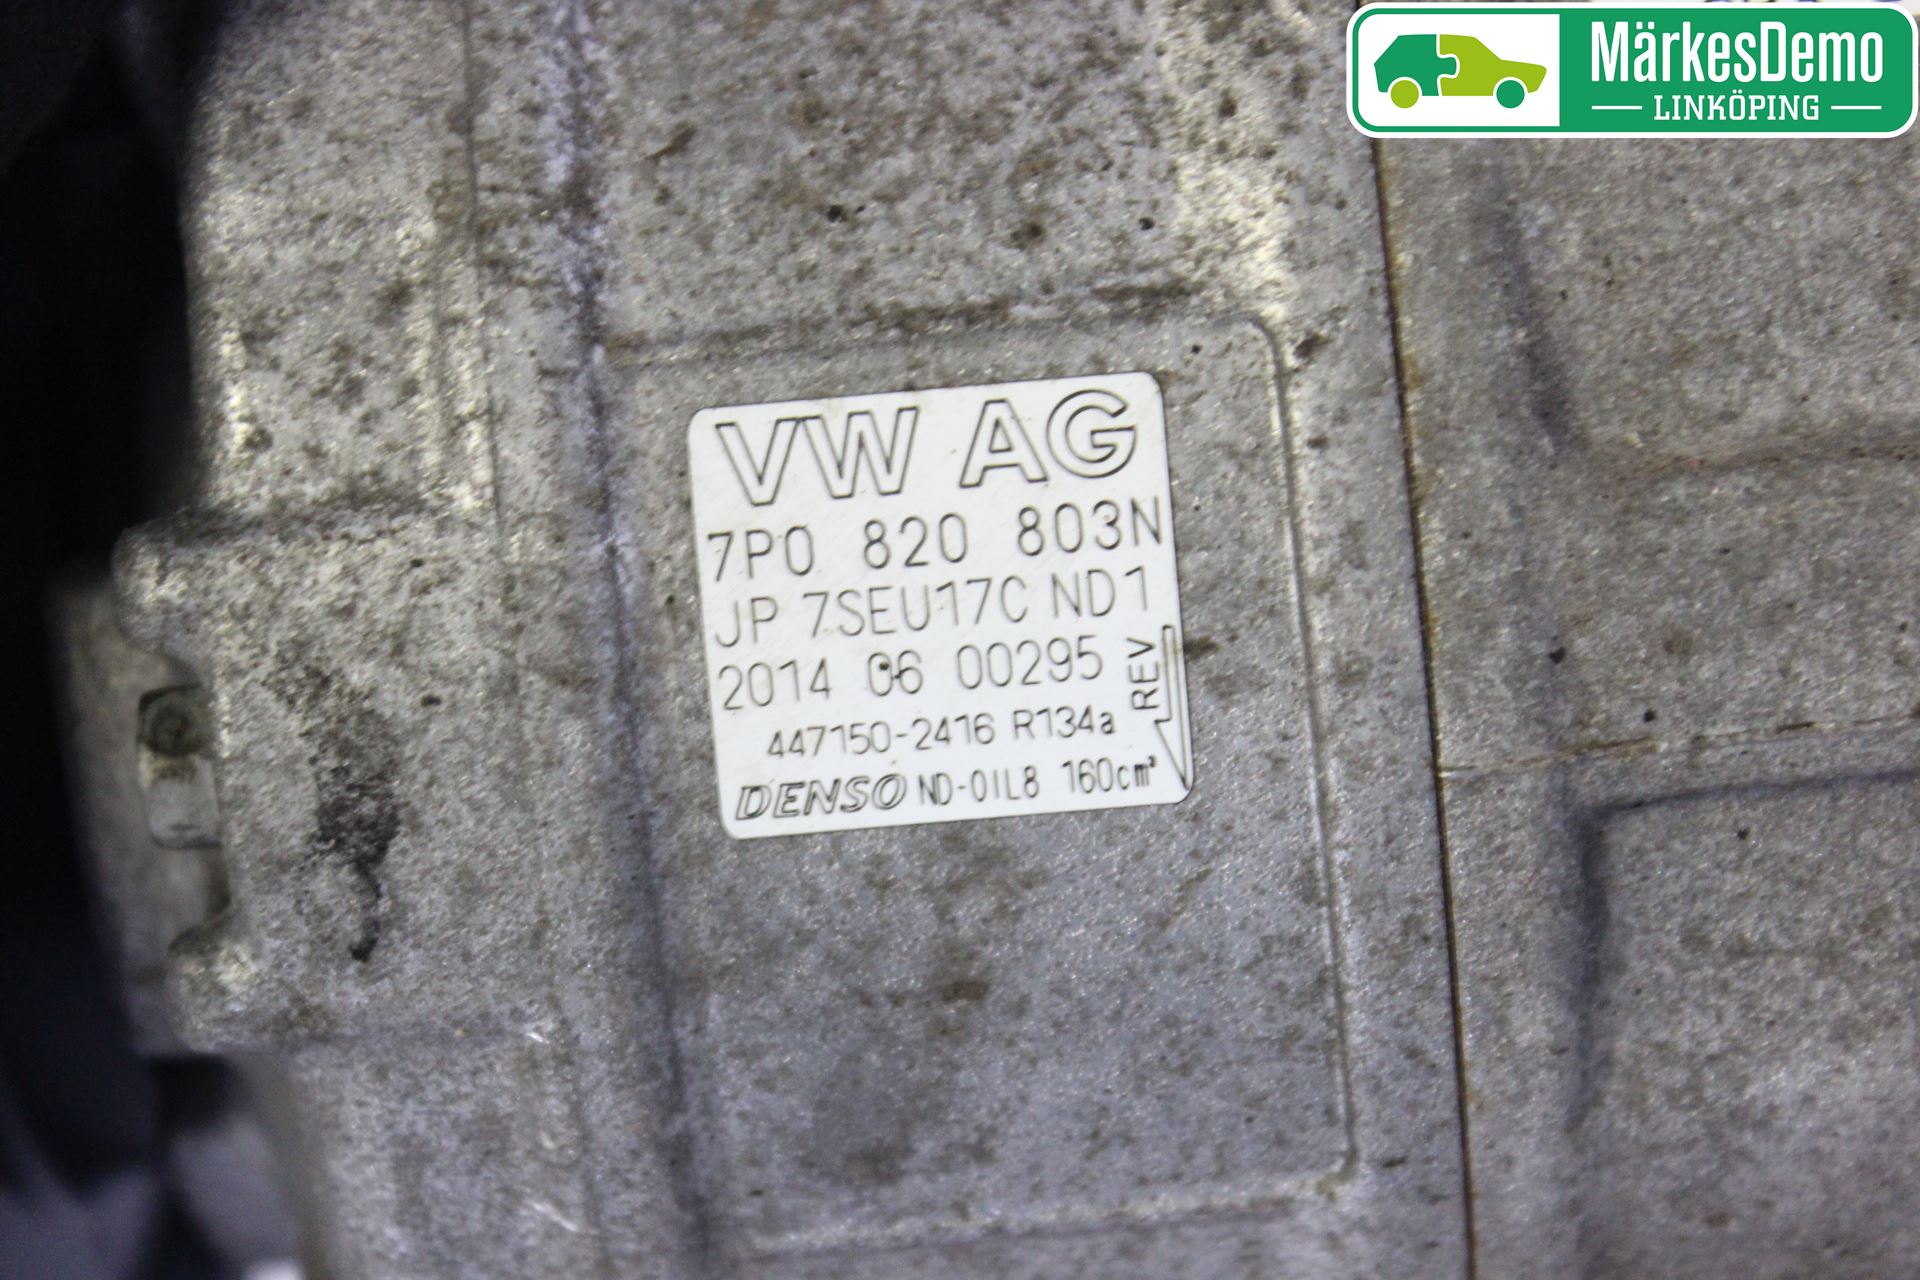 MärkesDemo
LINKÖPING
VW AG
7P0 820 803N
JP 7SEU17C ND1
2014 06 00295
REV
447150-2416 R134a
DENSO ND-OIL8 160cm³